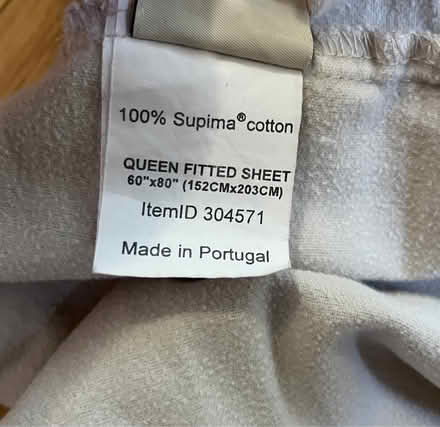 100% Supima® cotton
QUEEN FITTED SHEET
60"x80" (152CMx203CM)
ItemID 304571
Made in Portugal